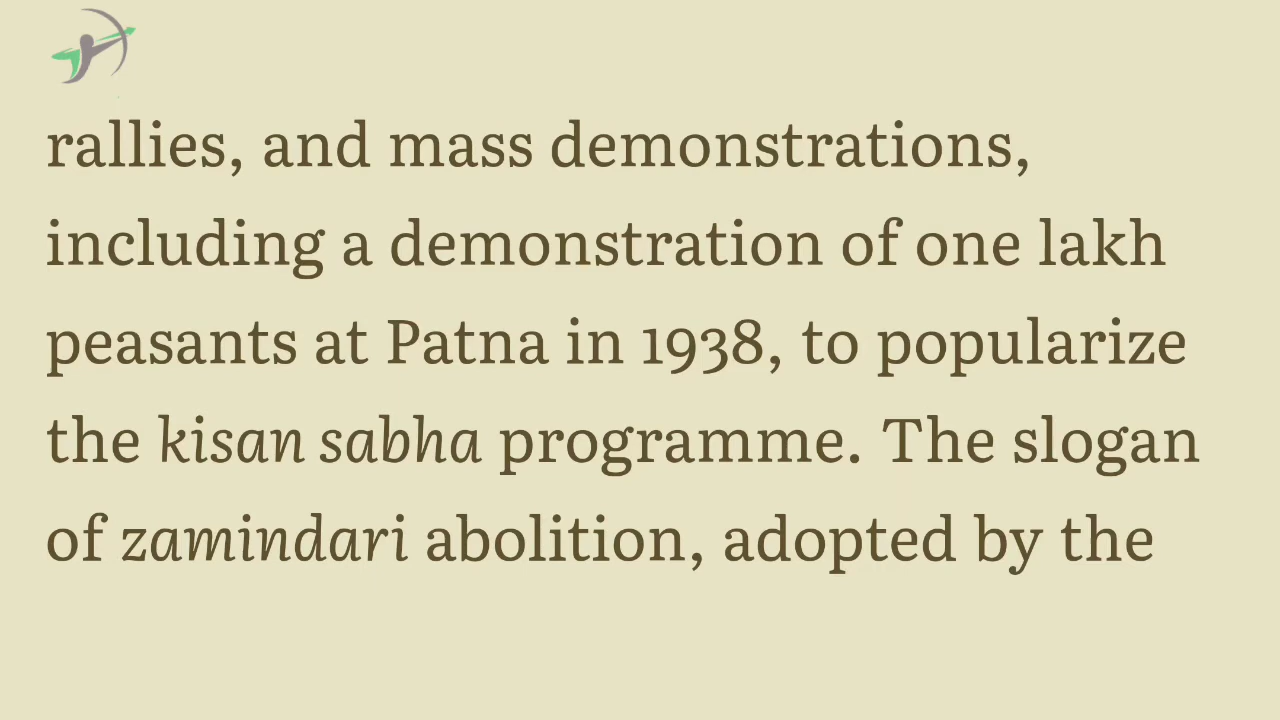 rallies, and mass demonstrations,
including a demonstration of one lakh
peasants at Patna in 1938, to popularize
the kisan sabha programme. The slogan
of zamindari abolition, adopted by the